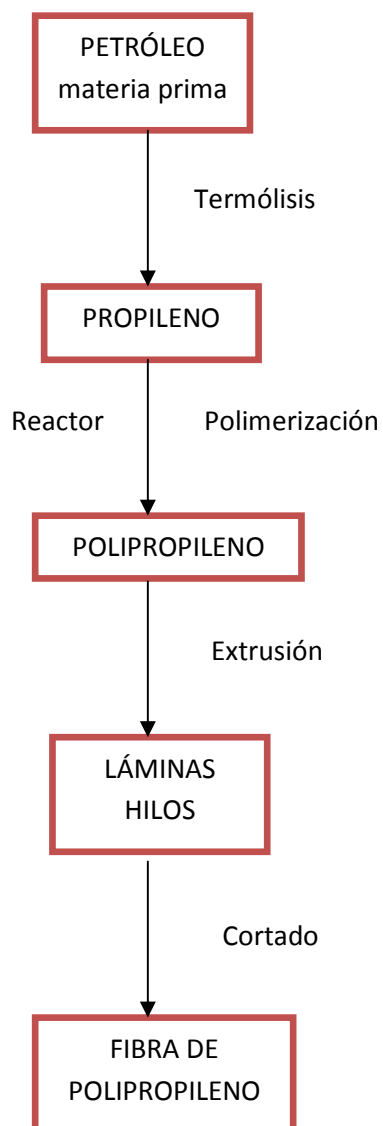 PETRÓLEO
materia prima
Termólisis
PROPILENO
Reactor Polimerización
POLIPROPILENO
Extrusión
LÁMINAS
HILOS
Cortado
FIBRA DE
POLIPROPILENO